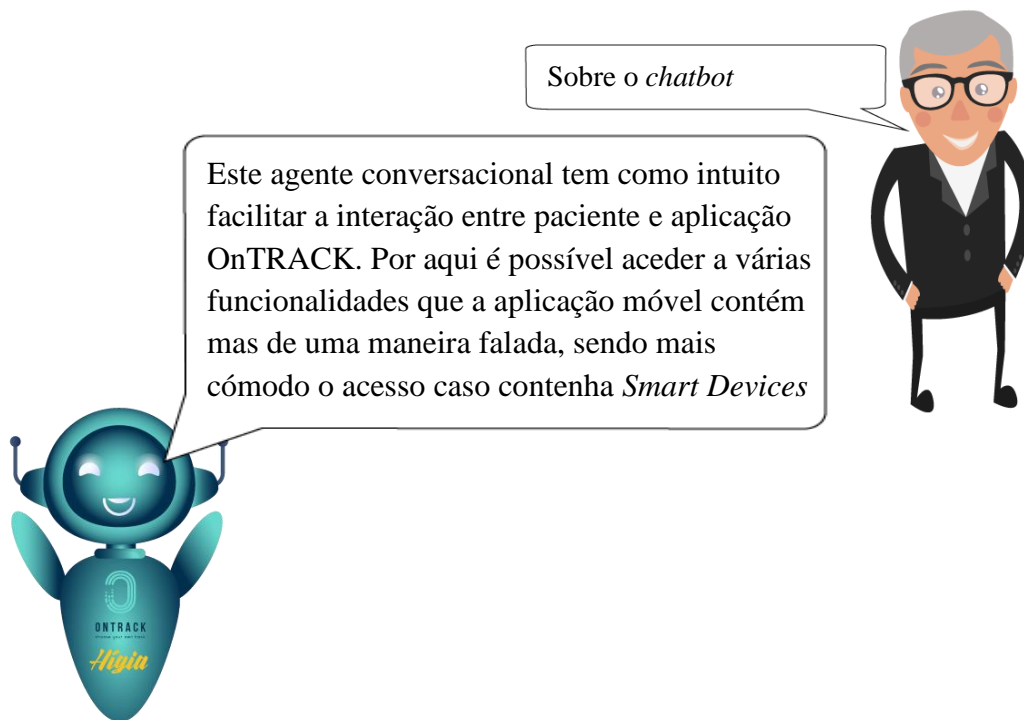 Sobre o chatbot
Este agente conversacional tem como intuito
facilitar a interação entre paciente e aplicação
OnTRACK. Por aqui é possível aceder a várias
funcionalidades que a aplicação móvel contém
mas de uma maneira falada, sendo mais
cómodo o acesso caso contenha Smart Devices
ONTRACK
Hígia